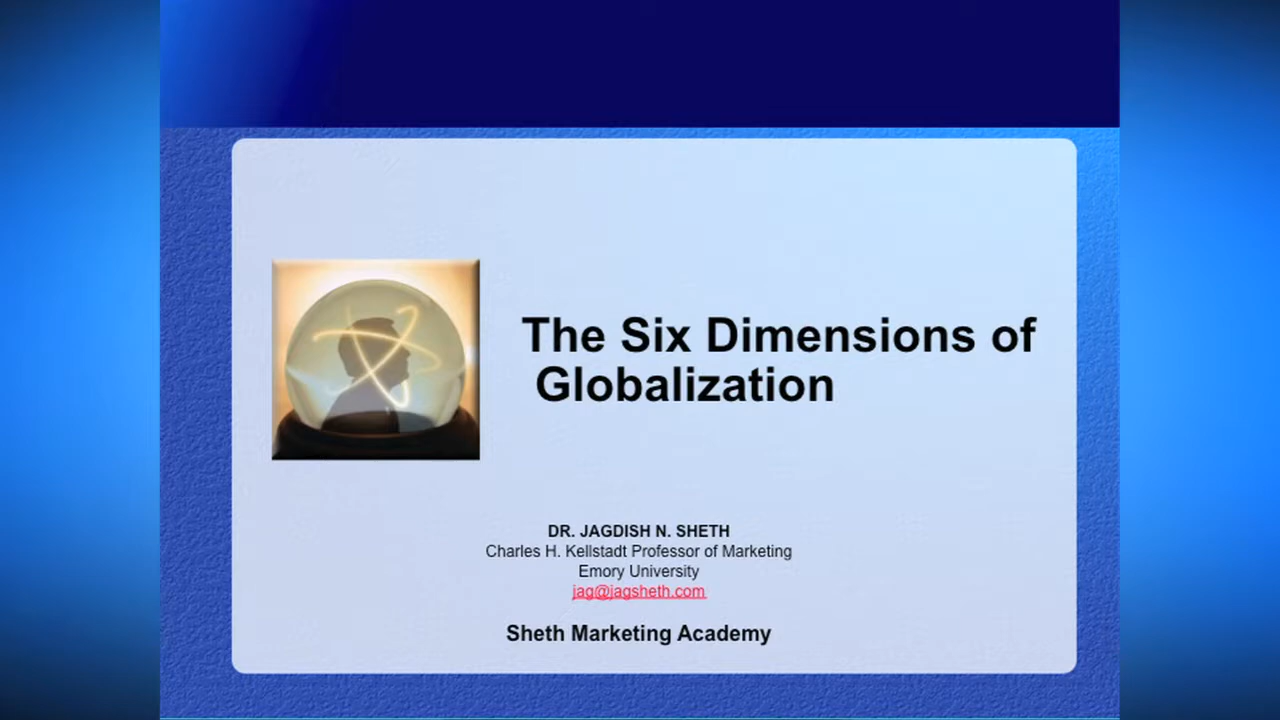 The Six Dimensions of
Globalization
DR. JAGDISH N. SHETH
Charles H. Kellstadt Professor of Marketing
Emory University
jag@jagsheth.com
Sheth Marketing Academy